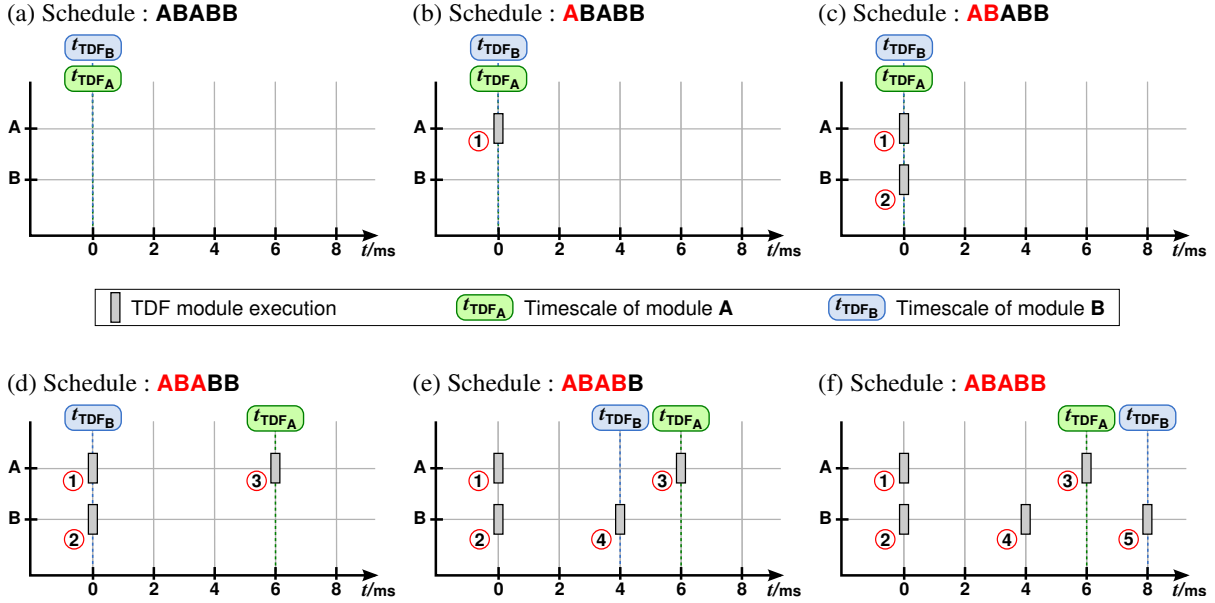 (a) Schedule : ABABB
tTDFB
tTDFA
A
B
0 2 4 6 8 t/ms
(b) Schedule : ABABB
tTDFB
tTDFA
A
1
B
0 2 4 6 8 t/ms
(c) Schedule : ABABB
tTDFB
tTDFA
A
1
B
2
0 2 4 6 8 t/ms
TDF module execution
tTDFA Timescale of module A
tTDFB Timescale of module B
(d) Schedule : ABABB
tTDFB tTDFA
A
1 3
B
2
0 2 4 6 8 t/ms
(e) Schedule : ABABB
tTDFB tTDFA
A
1 3
B
2 4
0 2 4 6 8 t/ms
(f) Schedule : ABABB
tTDFA tTDFB
A
1 3
B
2 4 5
0 2 4 6 8 t/ms